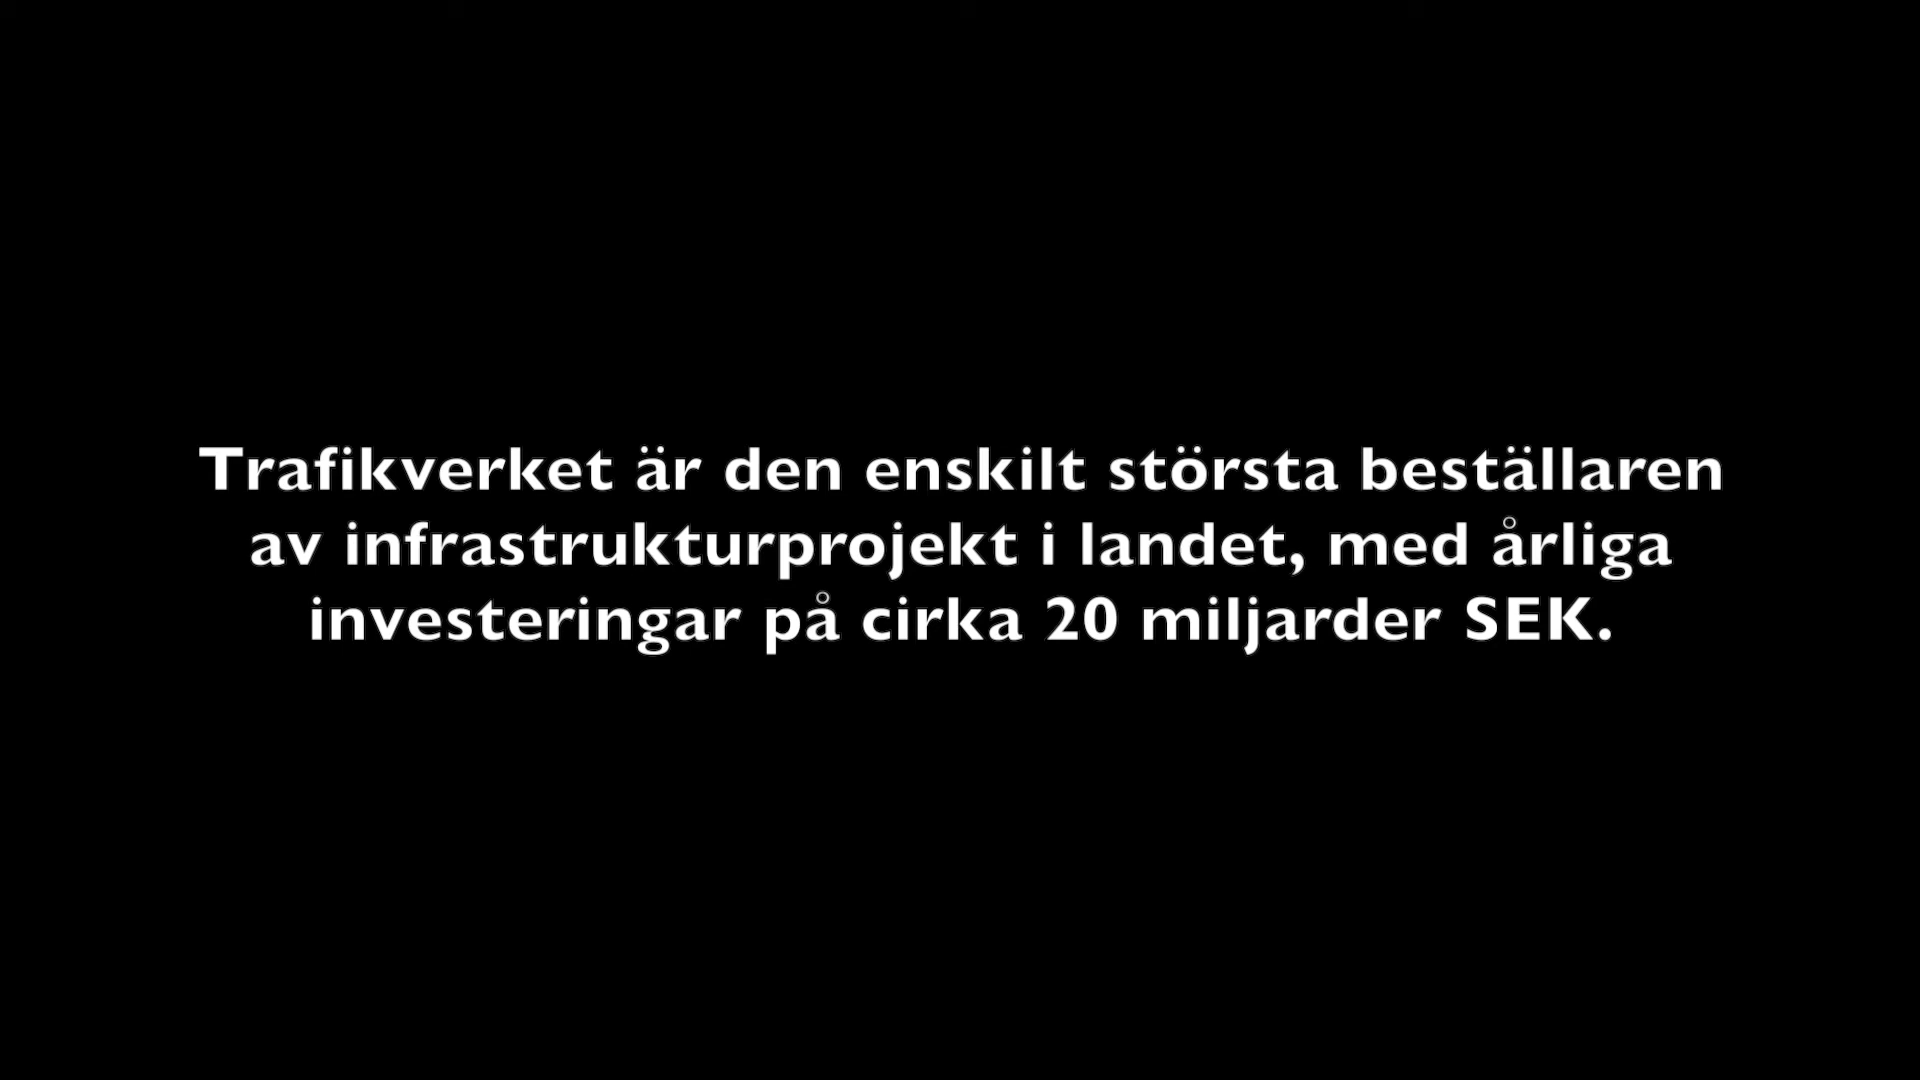 Trafikverket är den enskilt största beställaren
av infrastrukturprojekt i landet, med årliga
investeringar på cirka 20 miljarder SEK.